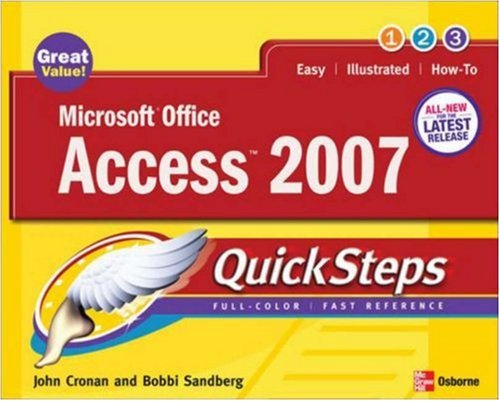 Great
Value!
1 2 3
Easy | Illustrated | How-To
ALL-NEW
FOR THE
LATEST
RELEASE
Microsoft® Office
Access™ 2007
QuickSteps
FULL-COLOR | FAST REFERENCE
John Cronan and Bobbi Sandberg
Mc
Graw
Hill
Osborne